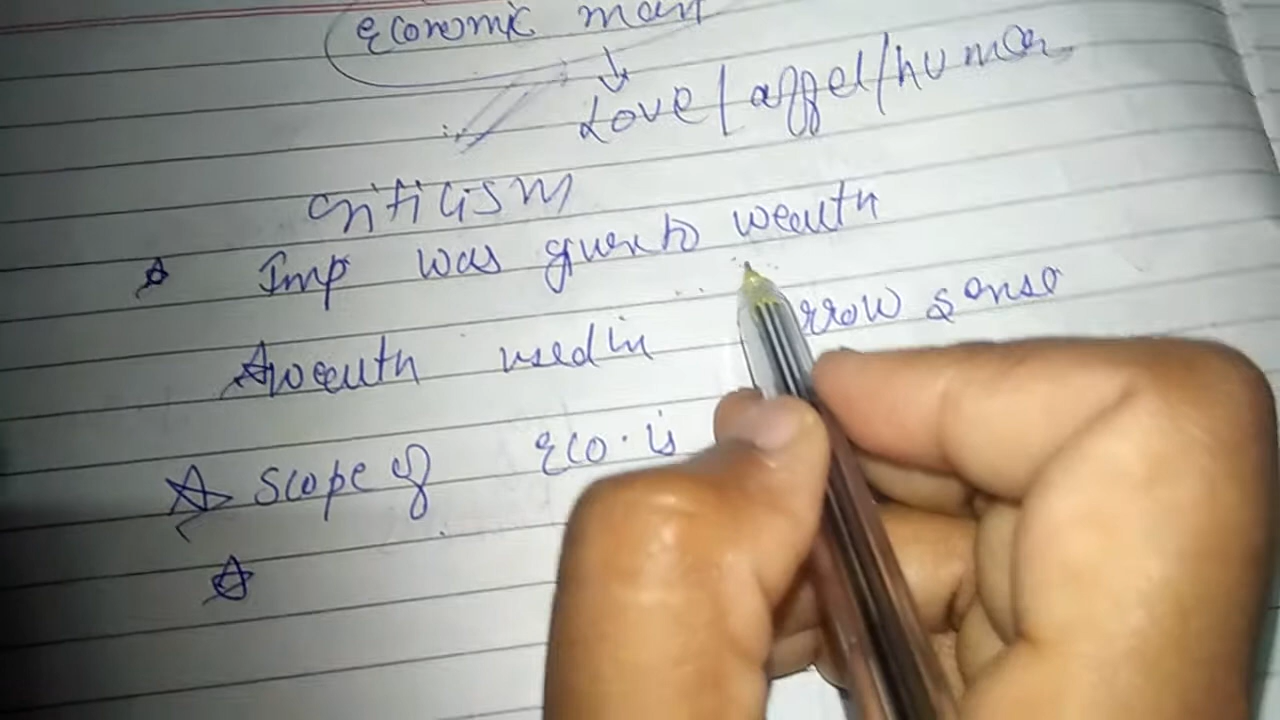 economic man
Love/affel/human
criticism
Imp was given to wealth
wealth used in rrow sense
scope of eco. is